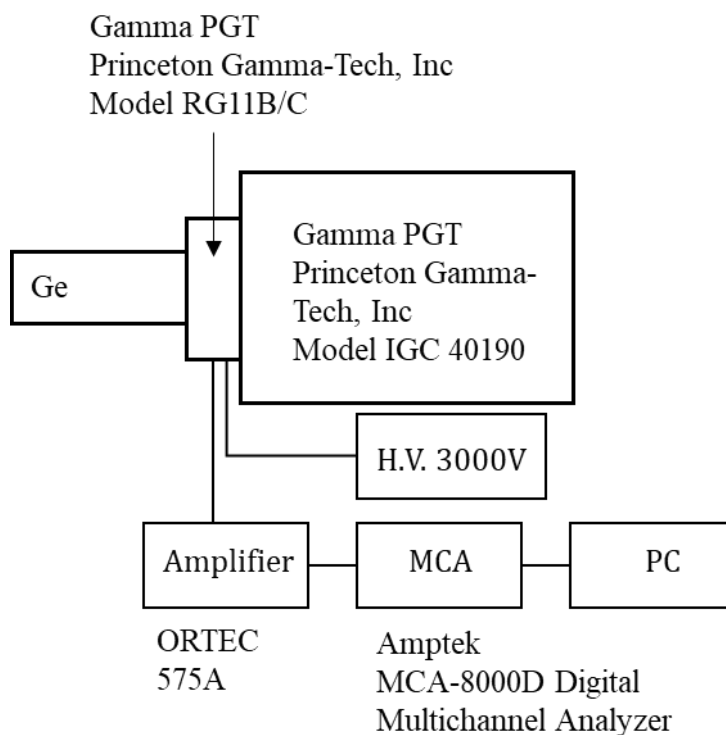 Gamma PGT
Princeton Gamma-Tech, Inc
Model RG11B/C
Ge
Gamma PGT
Princeton Gamma-
Tech, Inc
Model IGC 40190
H.V. 3000V
Amplifier
MCA
PC
ORTEC
575A
Amptek
MCA-8000D Digital
Multichannel Analyzer